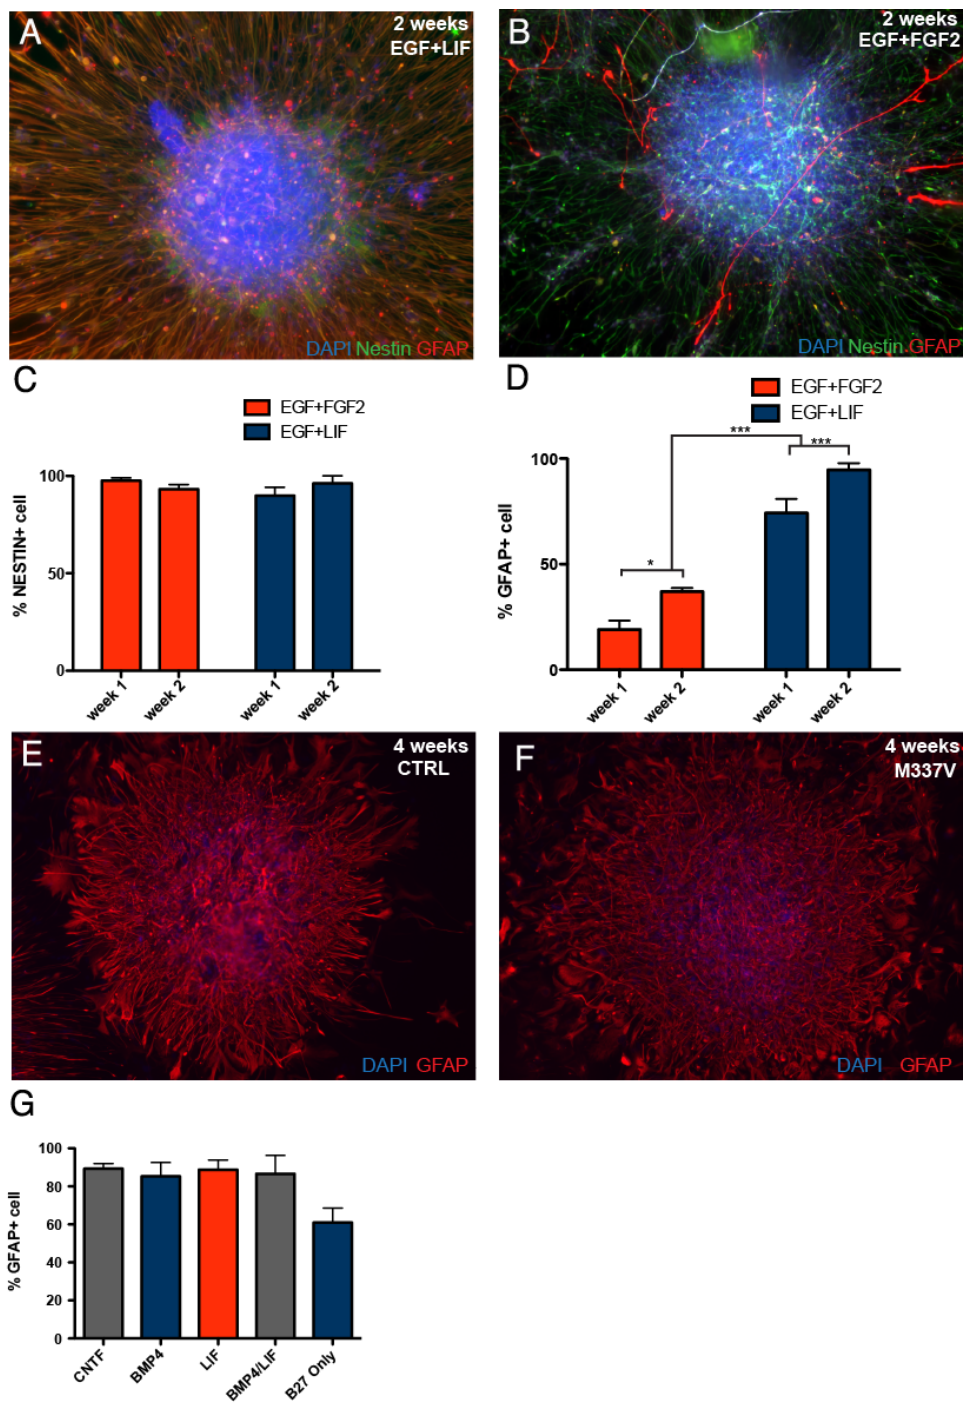 A
2 weeks
EGF+LIF
DAPI Nestin GFAP
B
2 weeks
EGF+FGF2
DAPI Nestin GFAP
C
EGF+FGF2
EGF+LIF
% NESTIN+ cell
100
50
0
week 1
week 2
week 1
week 2
D
EGF+FGF2
EGF+LIF
% GFAP+ cell
100
50
0
*
***
***
week 1
week 2
week 1
week 2
E
4 weeks
CTRL
DAPI GFAP
F
4 weeks
M337V
DAPI GFAP
G
% GFAP+ cell
100
80
60
40
20
0
CNTF
BMP4
LIF
BMP4/LIF
B27 Only